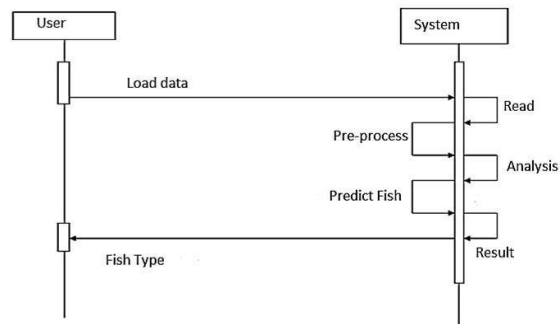 User
System
Load data
Read
Pre-process
Analysis
Predict Fish
Result
Fish Type